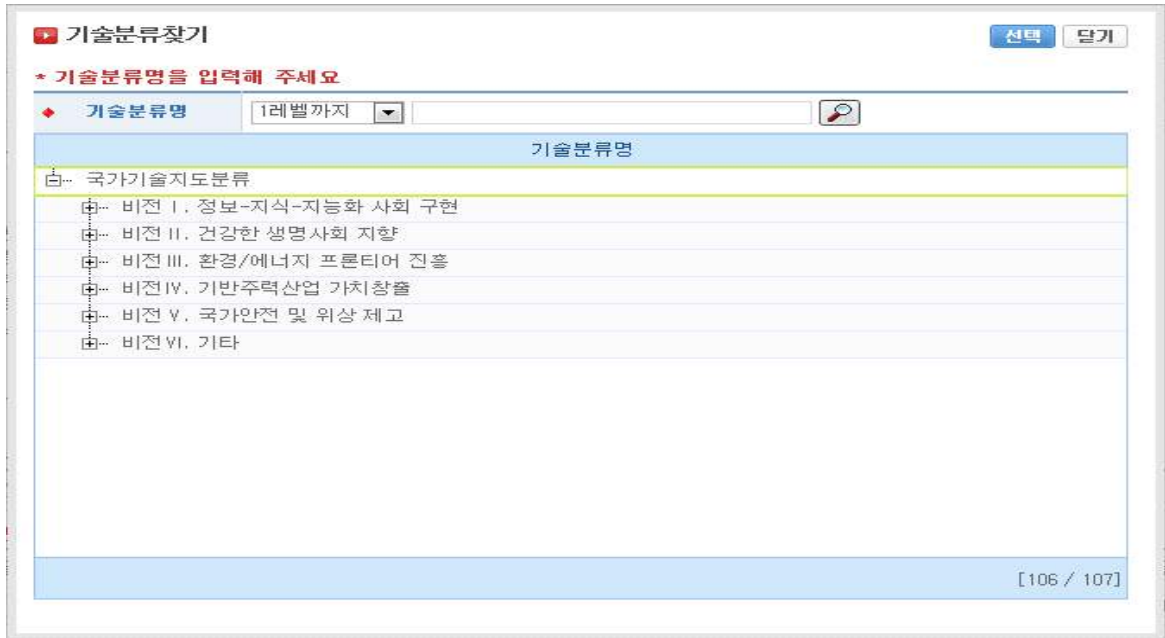 기술분류찾기
선택 닫기
* 기술분류명을 입력해 주세요
기술분류명 1레벨까지
기술분류명
국가기술지도분류
비전 Ⅰ. 정보-지식-지능화 사회 구현
비전 Ⅱ. 건강한 생명사회 지향
비전 Ⅲ. 환경/에너지 프론티어 진흥
비전 Ⅳ. 기반주력산업 가치창출
비전 Ⅴ. 국가안전 및 위상 제고
비전 Ⅵ. 기타
[106 / 107]